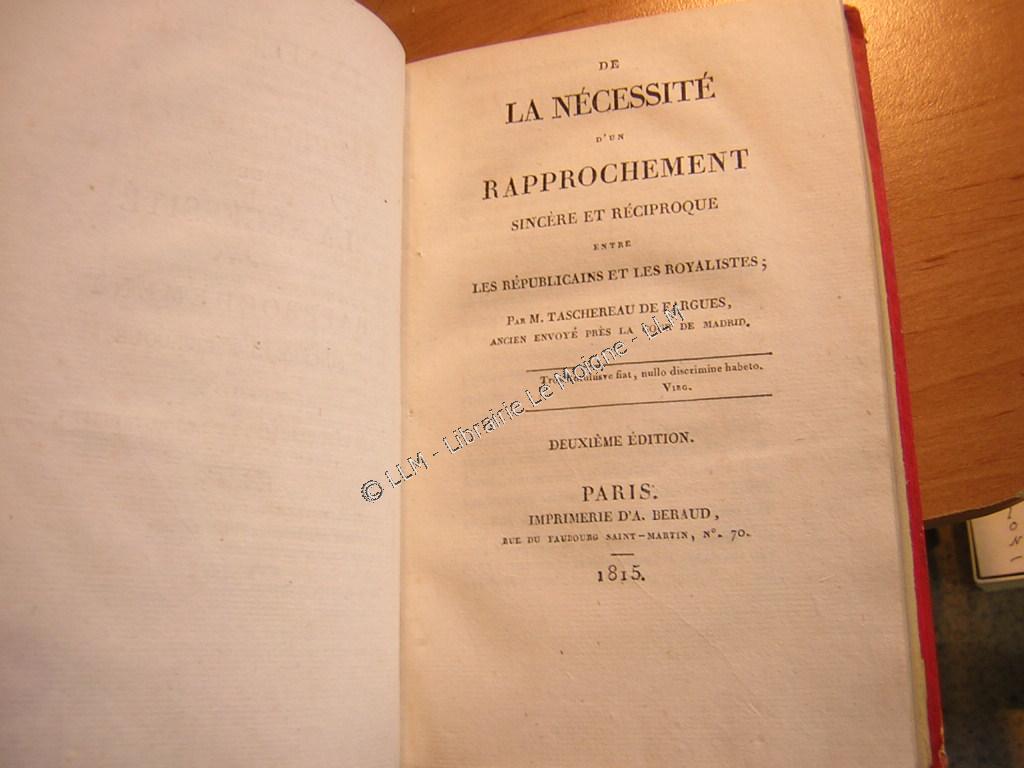 DE
LA NÉCESSITÉ
D'UN
RAPPROCHEMENT
SINCÈRE ET RÉCIPROQUE
ENTRE
LES RÉPUBLICAINS ET LES ROYALISTES ;
PAR M. TASCHEREAU DE FARGUES,
ANCIEN ENVOYÉ PRÈS LA COUR DE MADRID.
fiat, nullo discrimine habeto.
VIRG.
DEUXIÈME ÉDITION.
PARIS.
IMPRIMERIE D'A. BERAUD,
RUE DU FAUBOURG SAINT-MARTIN, N°. 70.
1815.
© LLM - Librairie Le Moigne - LLM